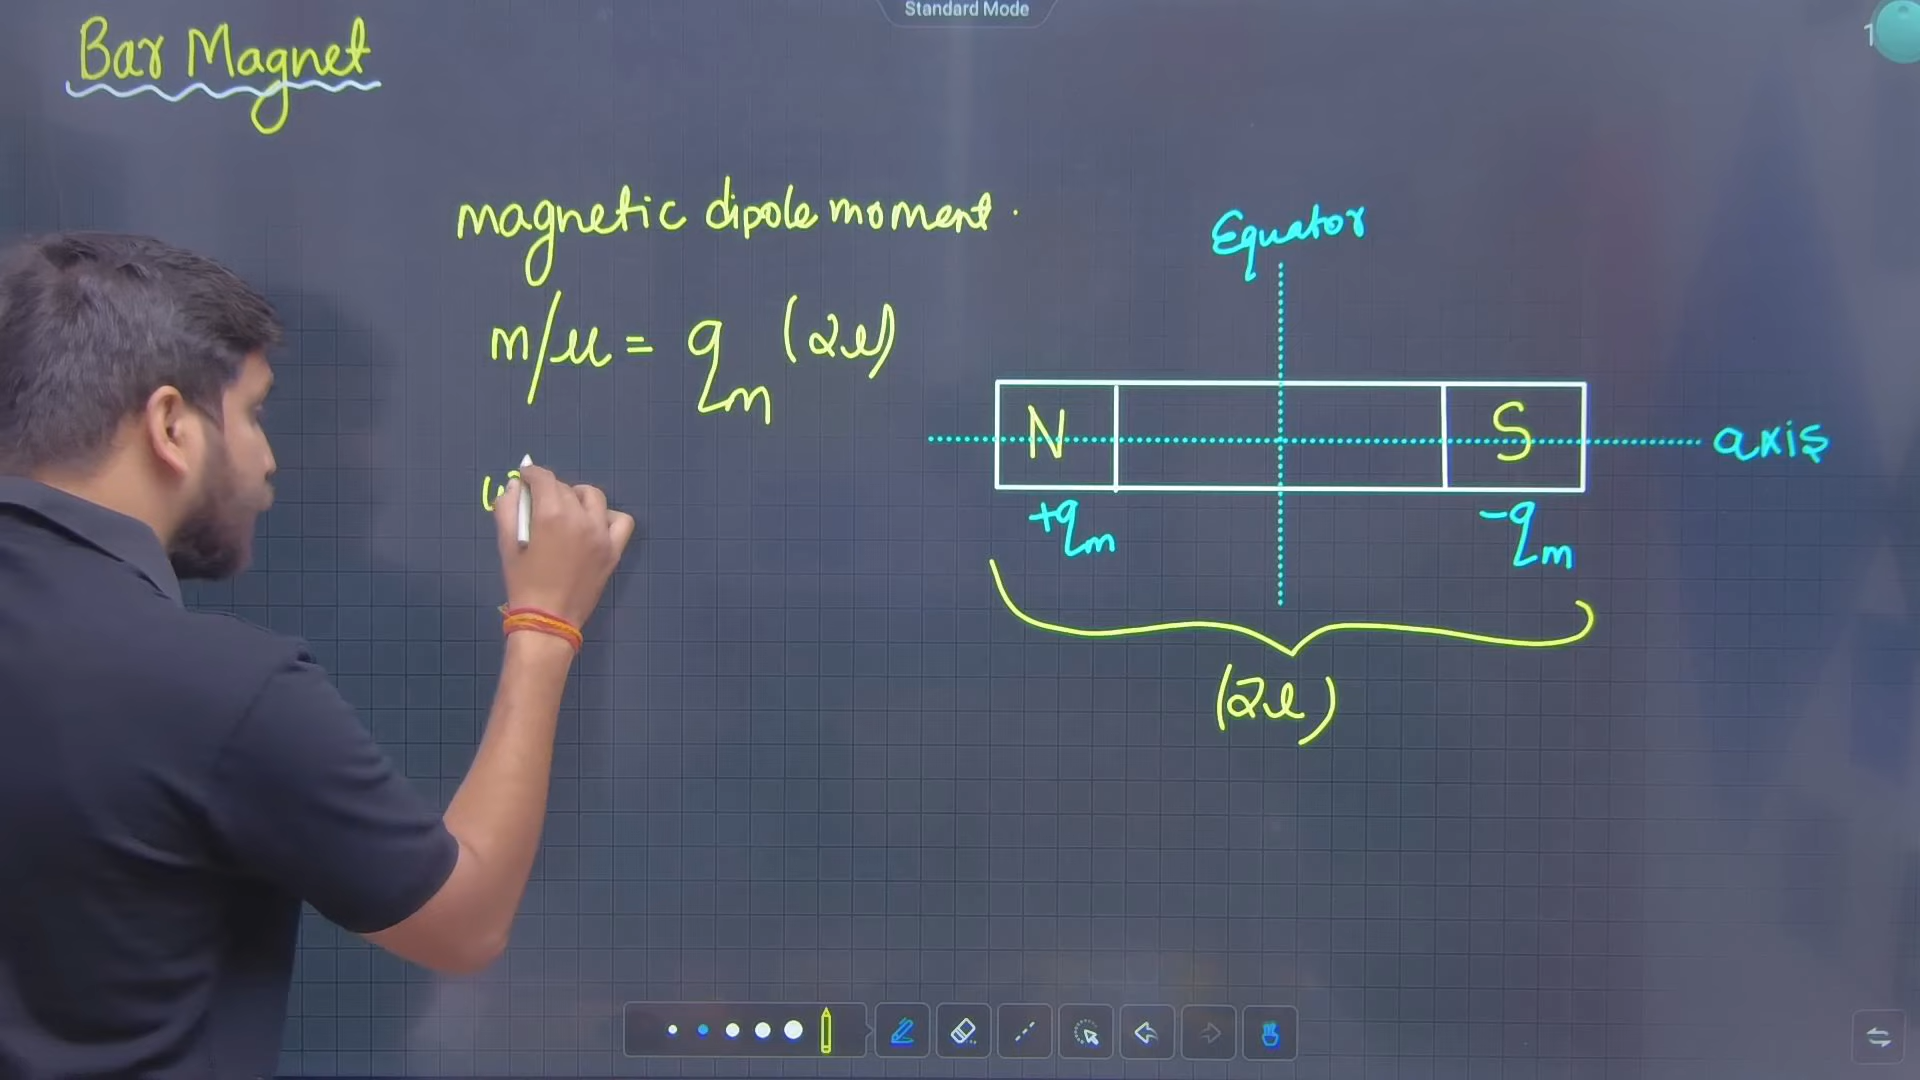 Standard Mode
Bar Magnet
magnetic dipole moment.
m/μ = qm (2l)
Equator
N
S
axis
+qm
-qm
(2l)